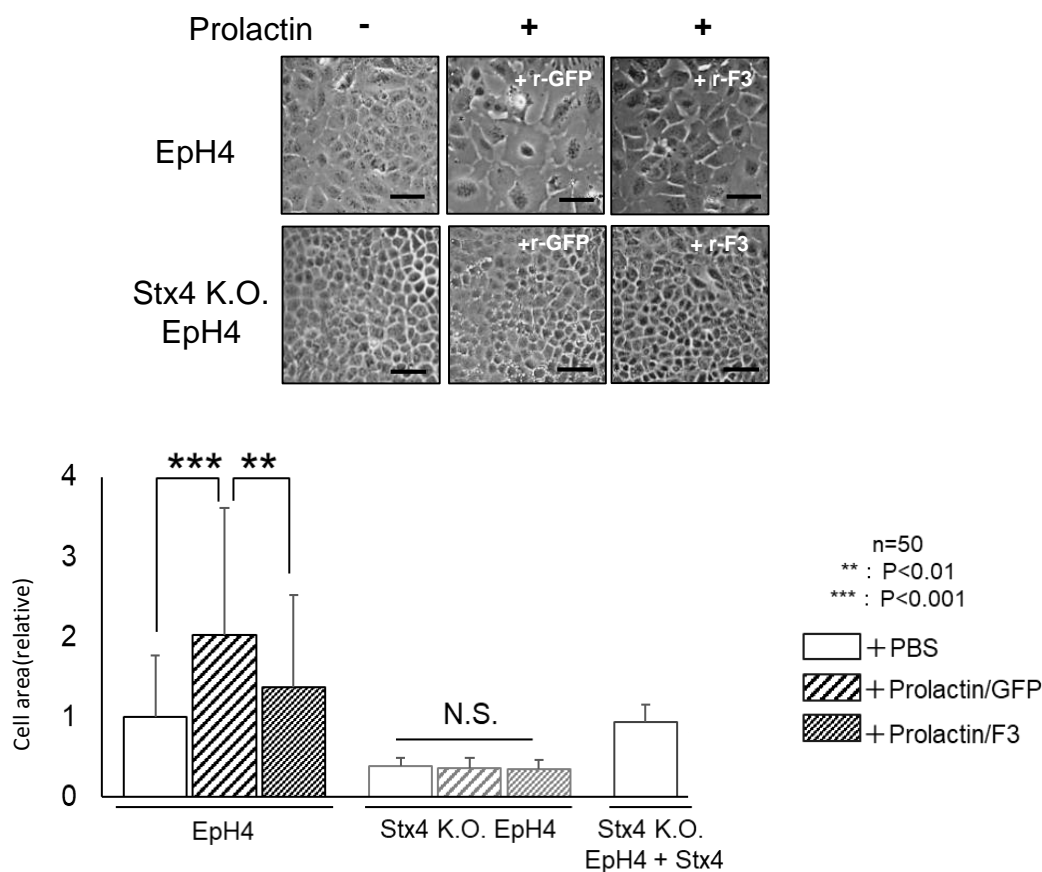 Prolactin - + +
+ r-GFP
+ r-F3
EpH4
+r-GFP
+ r-F3
Stx4 K.O.
EpH4
*** **
4
3
2
1
0
Cell area(relative)
N.S.
EpH4
Stx4 K.O. EpH4
Stx4 K.O.
EpH4 + Stx4
n=50
** : P<0.01
*** : P<0.001
+PBS
+Prolactin/GFP
+Prolactin/F3